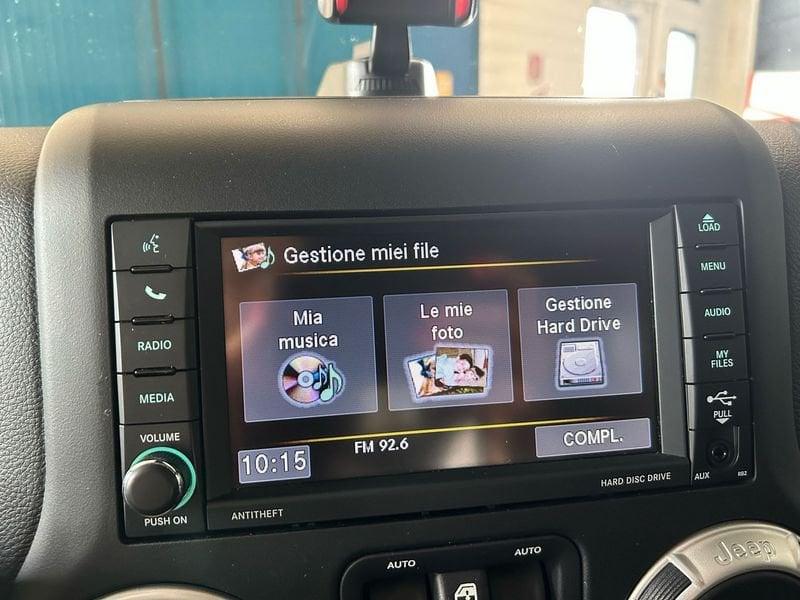 LOAD
MENU
RADIO
AUDIO
MEDIA
MY
FILES
VOLUME
PULL
PUSH ON
AUX
RB2
ANTITHEFT
HARD DISC DRIVE
Gestione miei file
Mia
musica
Le mie
foto
Gestione
Hard Drive
10:15
FM 92.6
COMPL.
AUTO
AUTO
Jeep